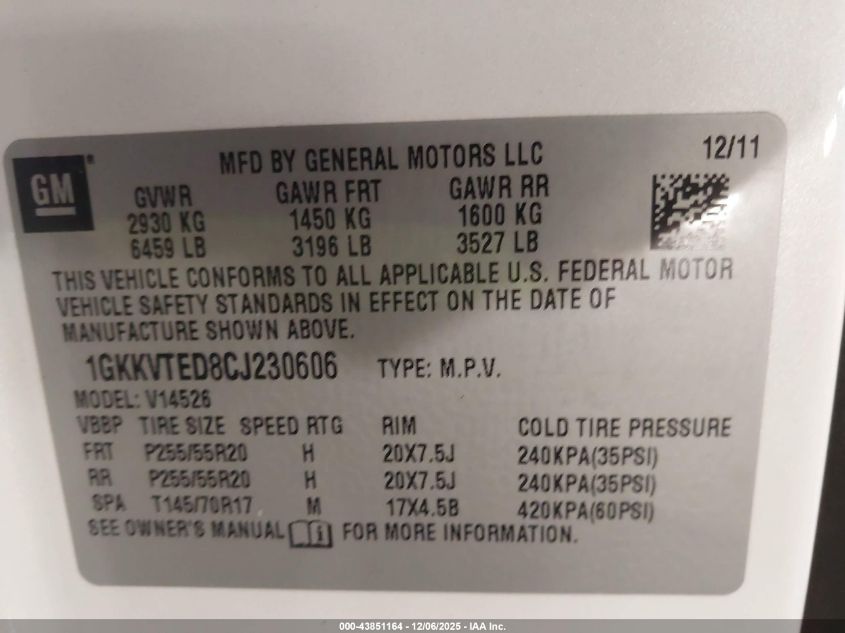 GM®
MFD BY GENERAL MOTORS LLC 12/11
GVWR GAWR FRT GAWR RR
2930 KG 1450 KG 1600 KG
6459 LB 3196 LB 3527 LB
THIS VEHICLE CONFORMS TO ALL APPLICABLE U.S. FEDERAL MOTOR
VEHICLE SAFETY STANDARDS IN EFFECT ON THE DATE OF
MANUFACTURE SHOWN ABOVE.
1GKKVTED8CJ230606 TYPE: M.P.V.
MODEL: V14526
VBBP TIRE SIZE SPEED RTG RIM COLD TIRE PRESSURE
FRT P255/55R20 H 20X7.5J 240KPA(35PSI)
RR P255/55R20 H 20X7.5J 240KPA(35PSI)
SPA T145/70R17 M 17X4.5B 420KPA(60PSI)
SEE OWNER'S MANUAL i FOR MORE INFORMATION.
000-43851164 - 12/06/2025 - IAA Inc.